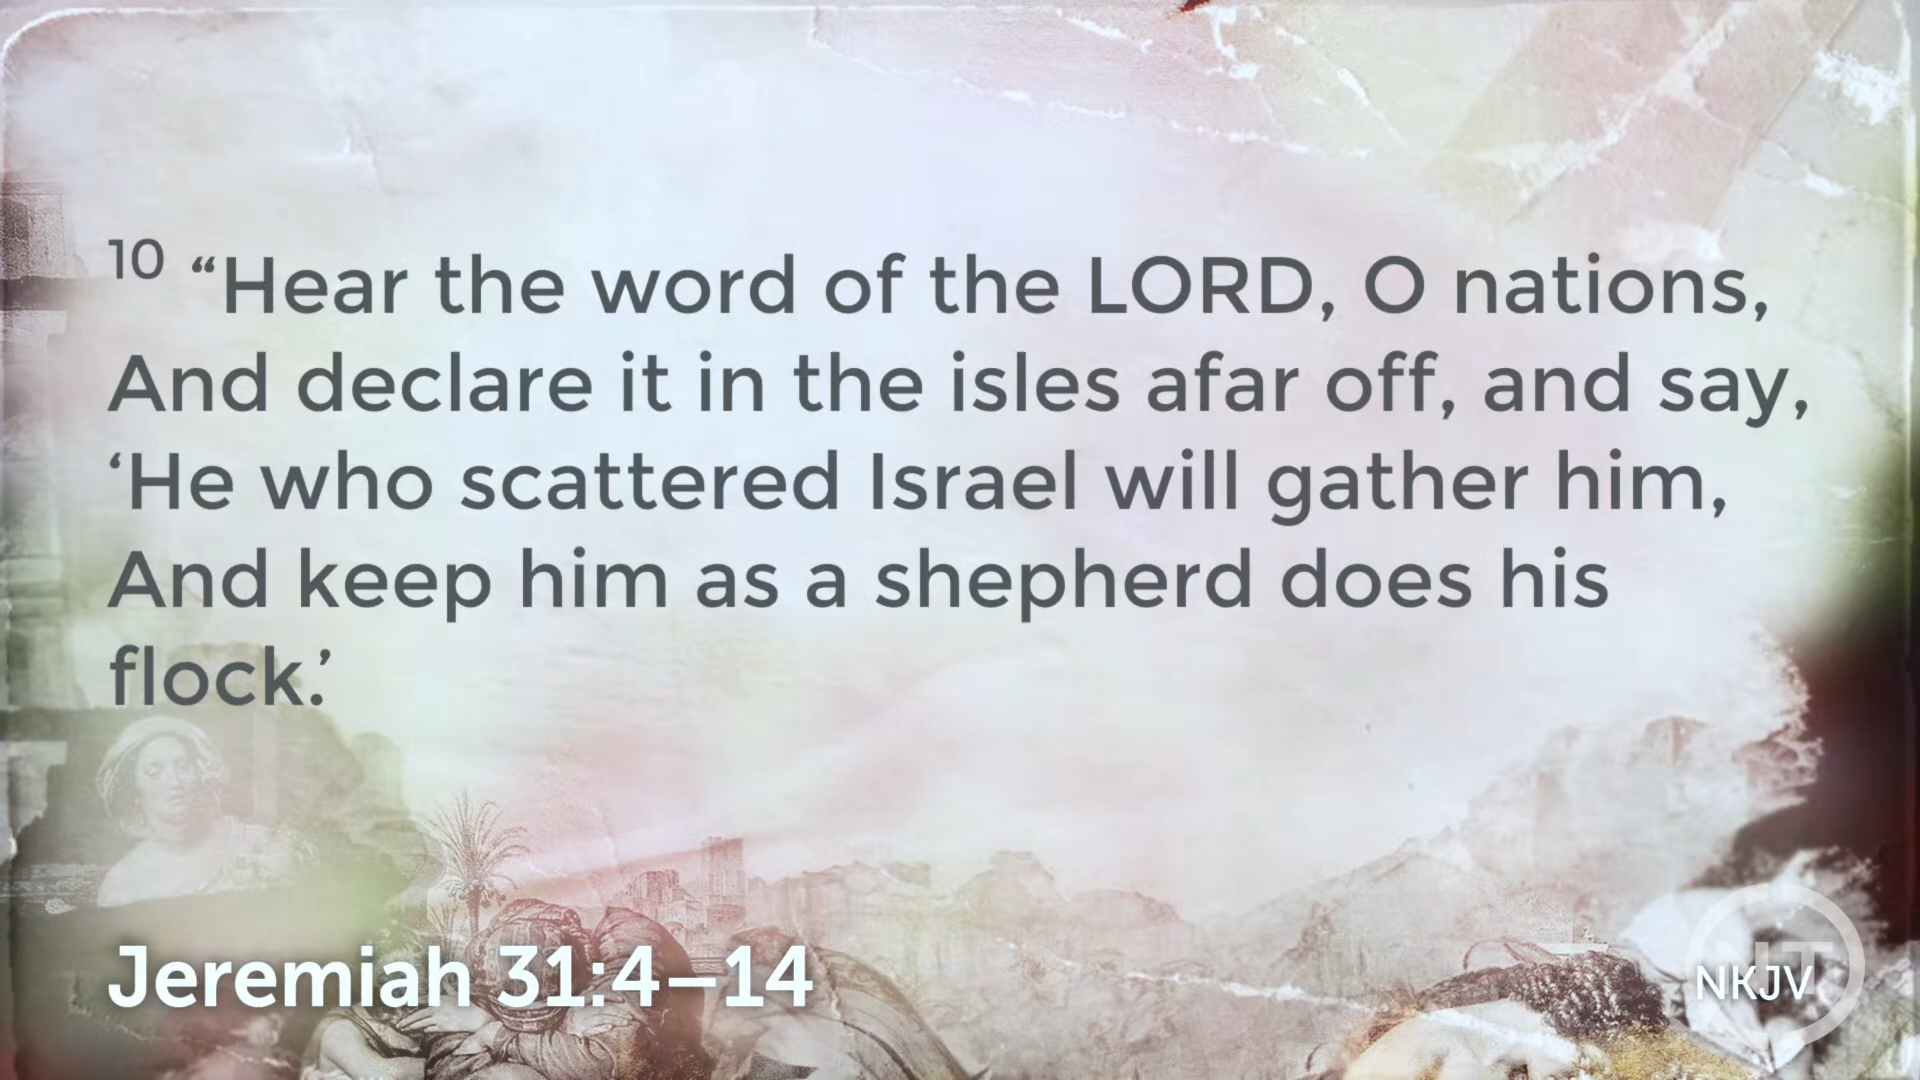 10 “Hear the word of the LORD, O nations,
And declare it in the isles afar off, and say,
‘He who scattered Israel will gather him,
And keep him as a shepherd does his
flock.’
Jeremiah 31:4–14
NKJV